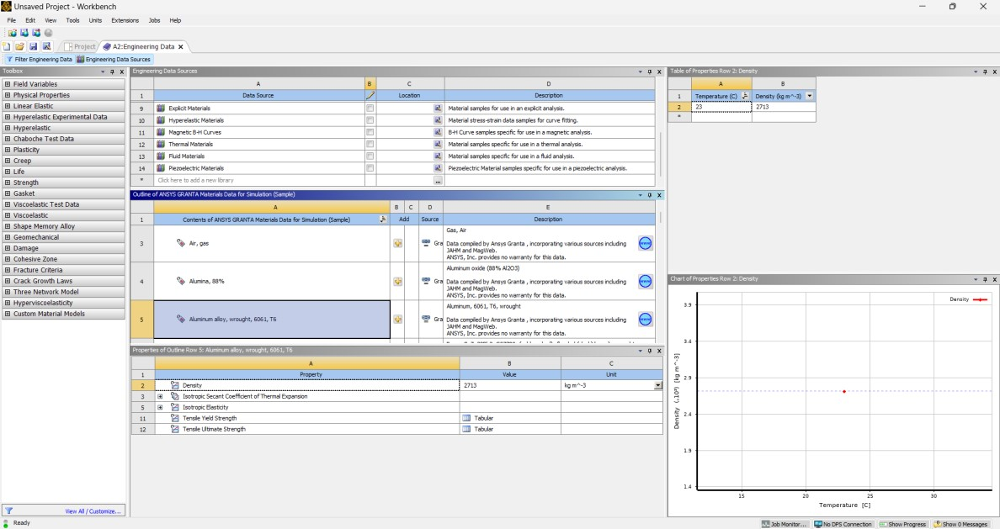 Unsaved Project - Workbench
File Edit View Tools Units Extensions Jobs Help
Project A2:Engineering Data
Filter Engineering Data Engineering Data Sources
Toolbox
Field Variables
Physical Properties
Linear Elastic
Hyperelastic Experimental Data
Hyperelastic
Chaboche Test Data
Plasticity
Creep
Life
Strength
Gasket
Viscoelastic Test Data
Viscoelastic
Shape Memory Alloy
Geomechanical
Damage
Cohesive Zone
Fracture Criteria
Crack Growth Laws
Three Network Model
Hyperviscoelasticity
Custom Material Models
View All / Customize...
Engineering Data Sources
A B C D
1 Data Source Location Description
9 Explicit Materials Material samples for use in an explicit analysis.
10 Hyperelastic Materials Material stress-strain data samples for curve fitting.
11 Magnetic B-H Curves B-H Curve samples specific for use in a magnetic analysis.
12 Thermal Materials Material samples specific for use in a thermal analysis.
13 Fluid Materials Material samples specific for use in a fluid analysis.
14 Piezoelectric Materials Piezoelectric Material samples specific for use in a piezoelectric analysis.
* Click here to add a new library ...
Outline of ANSYS GRANTA Materials Data for Simulation (Sample)
A B C D E
1 Contents of ANSYS GRANTA Materials Data for Simulation (Sample) Add Source Description
Gas, Air
3 Air, gas Gra Data compiled by Ansys Granta , incorporating various sources including
JAHM and MagWeb.
ANSYS, Inc. provides no warranty for this data.
Aluminum oxide (88% Al2O3)
4 Alumina, 88% Gra Data compiled by Ansys Granta , incorporating various sources including
JAHM and MagWeb.
ANSYS, Inc. provides no warranty for this data.
Aluminum, 6061, T6, wrought
5 Aluminum alloy, wrought, 6061, T6 Gra Data compiled by Ansys Granta , incorporating various sources including
JAHM and MagWeb.
ANSYS, Inc. provides no warranty for this data.
Properties of Outline Row 5: Aluminum alloy, wrought, 6061, T6
A B C
1 Property Value Unit
2 Density 2713 kg m^-3
3 Isotropic Secant Coefficient of Thermal Expansion
5 Isotropic Elasticity
11 Tensile Yield Strength Tabular
12 Tensile Ultimate Strength Tabular
Table of Properties Row 2: Density
A B
1 Temperature (C) Density (kg m^-3)
2 23 2713
*
Chart of Properties Row 2: Density
Density
3.9
3.4
2.9
2.4
1.9
1.4
Density (.10³) [kg m^-3]
15 20 25 30
Temperature [C]
Ready Job Monitor... No DPS Connection Show Progress Show 0 Messages